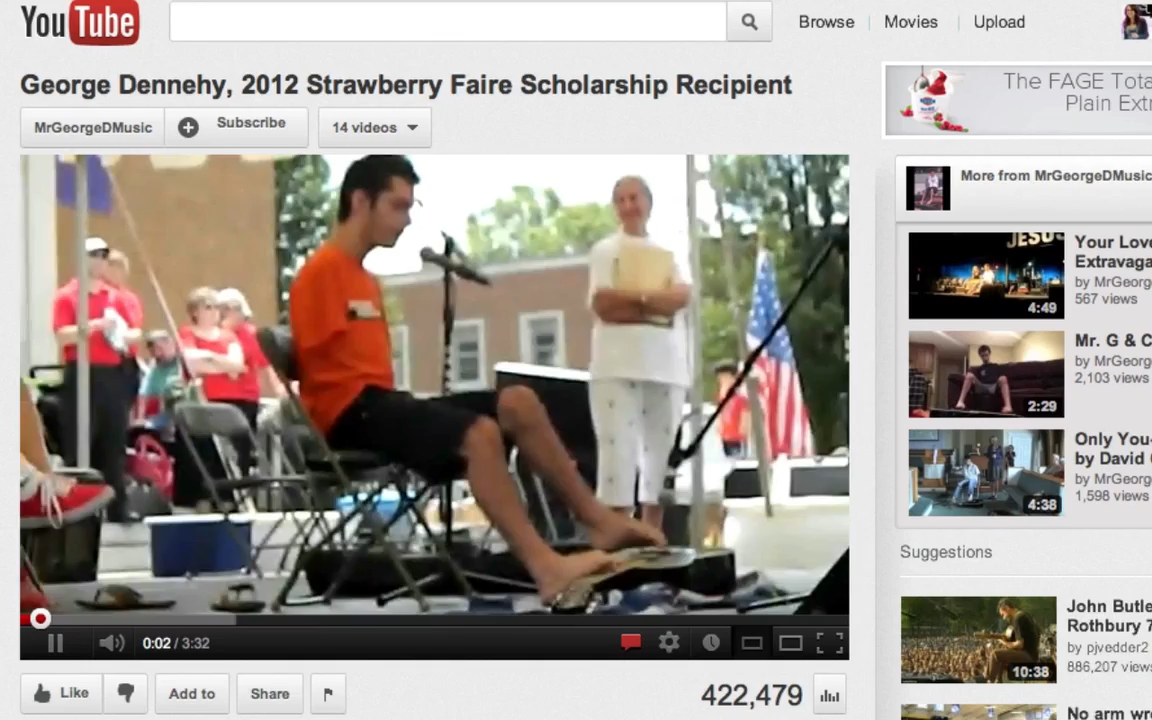 YouTube
Browse
Movies
Upload
George Dennehy, 2012 Strawberry Faire Scholarship Recipient
MrGeorgeDMusic
Subscribe
14 videos
The FAGE Tota
Plain Extr
More from MrGeorgeDMusic
JESUS
4:49
Your Love
Extravaga
by MrGeorg
567 views
2:29
Mr. G & C
by MrGeorg
2,103 views
4:38
Only You-
by David C
by MrGeorg
1,598 views
Suggestions
10:38
John Butle
Rothbury 7
by pjvedder2
886,207 views
No arm wr
0:02 / 3:32
Like
Add to
Share
422,479